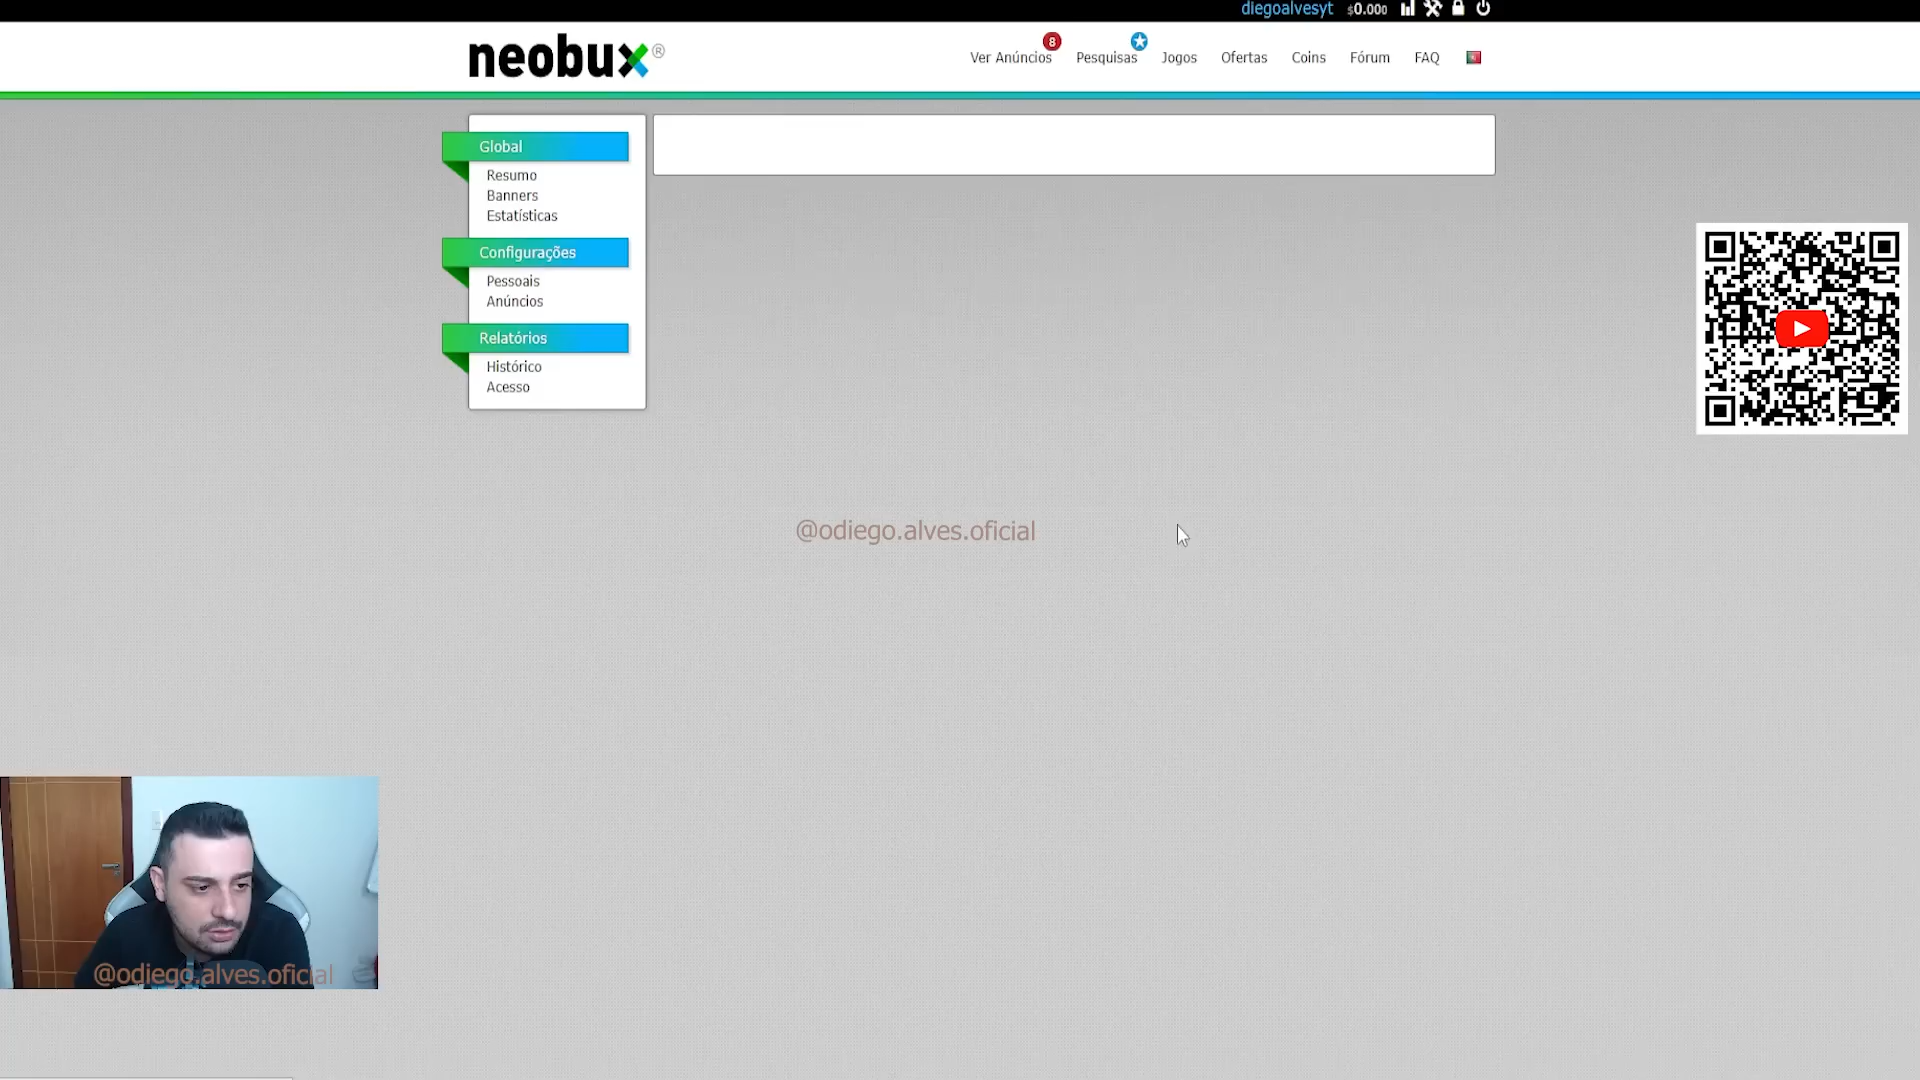 diegoalvesyt $0.000
neobux®
Ver Anúncios 8 Pesquisas Jogos Ofertas Coins Fórum FAQ
Global
Resumo
Banners
Estatísticas
Configurações
Pessoais
Anúncios
Relatórios
Histórico
Acesso
@odiego.alves.oficial
@odiego.alves.oficial